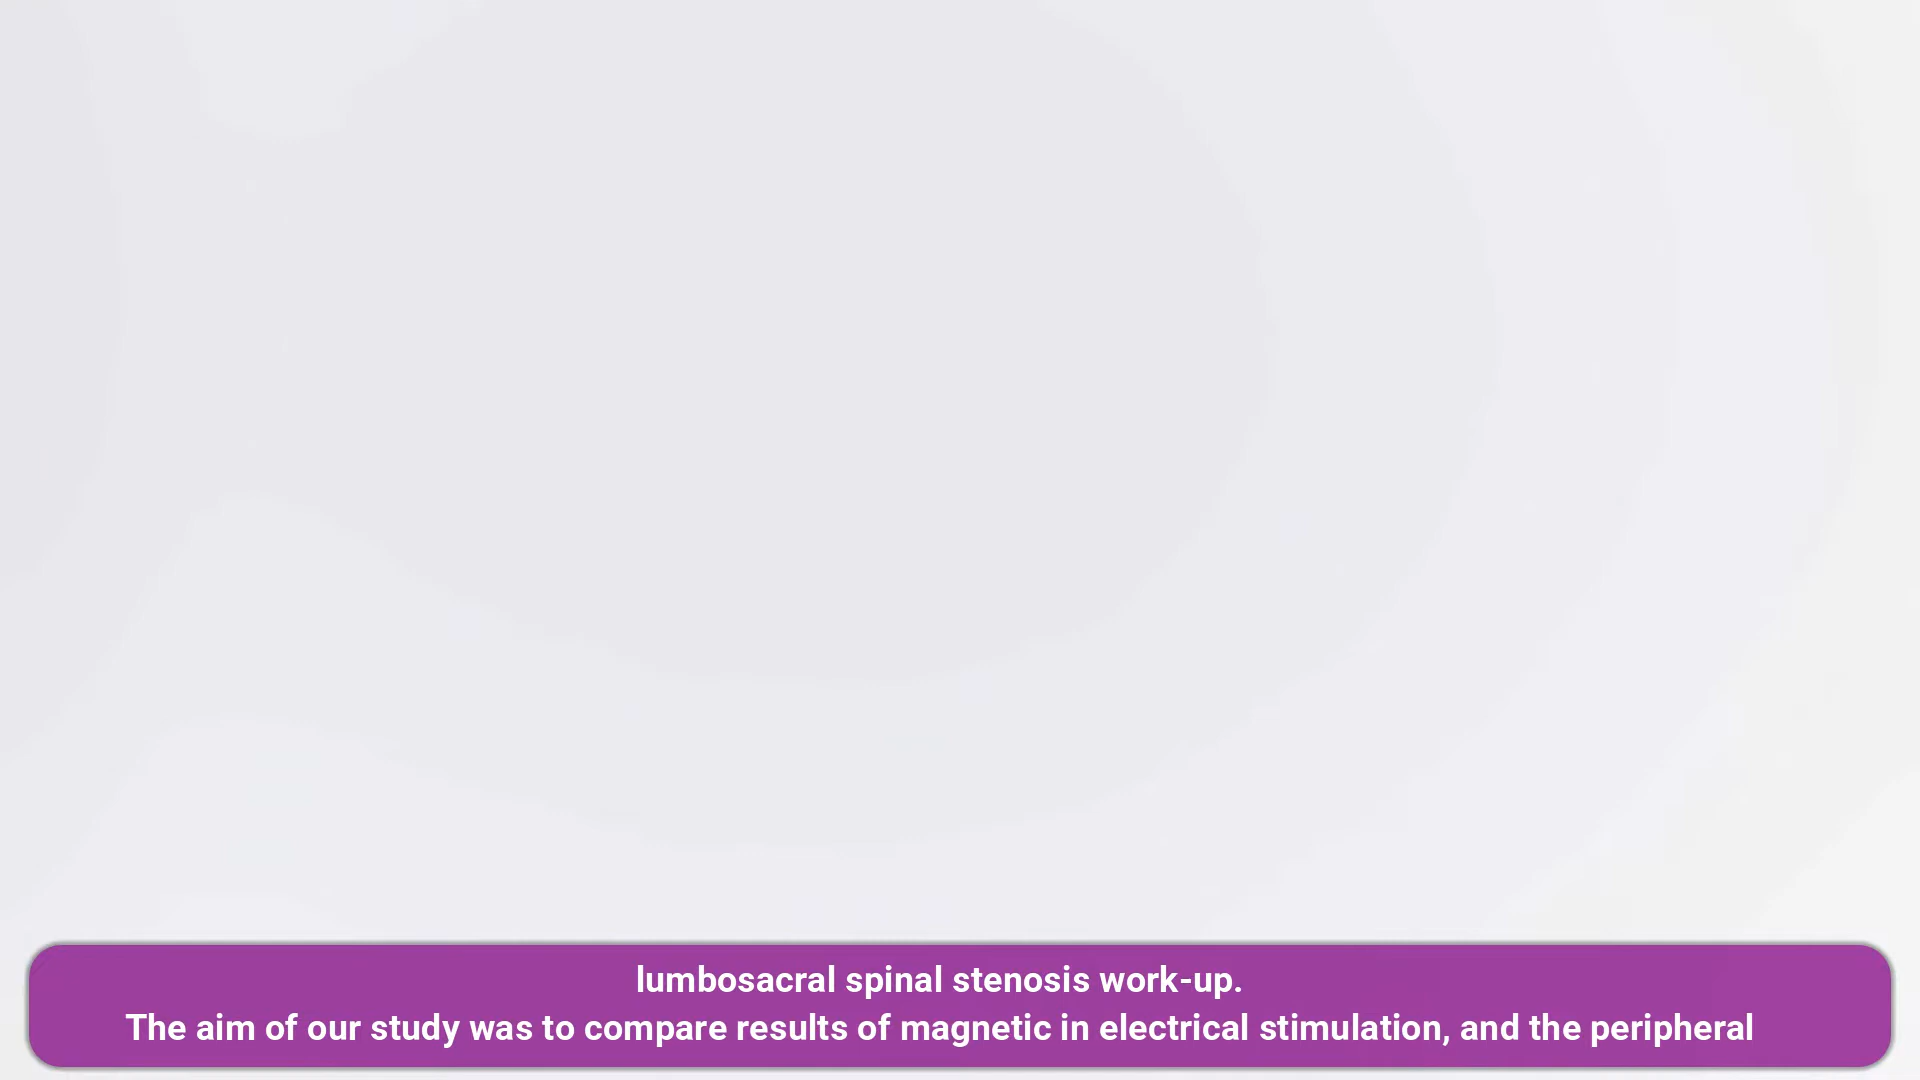 lumbosacral spinal stenosis work-up.
The aim of our study was to compare results of magnetic in electrical stimulation, and the peripheral